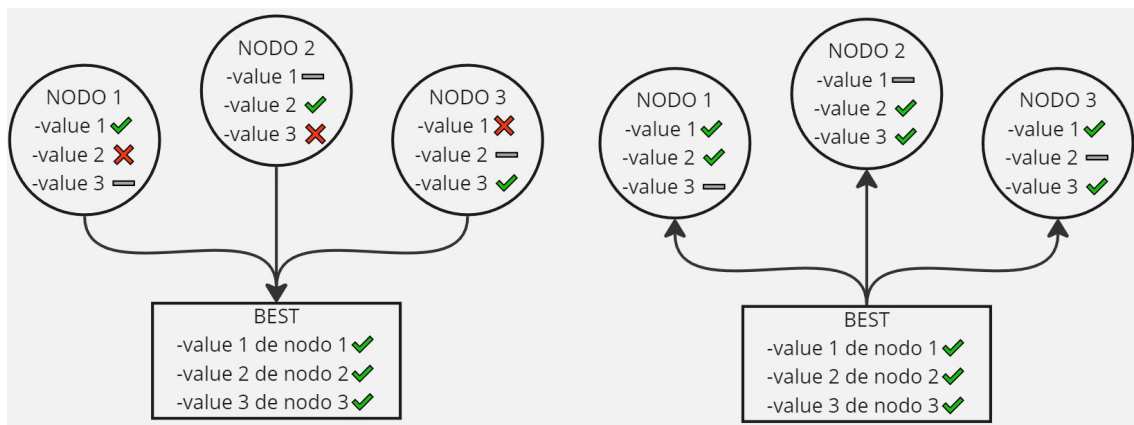 NODO 1
-value 1
-value 2
-value 3
NODO 2
-value 1
-value 2
-value 3
NODO 3
-value 1
-value 2
-value 3
BEST
-value 1 de nodo 1
-value 2 de nodo 2
-value 3 de nodo 3
NODO 1
-value 1
-value 2
-value 3
NODO 2
-value 1
-value 2
-value 3
NODO 3
-value 1
-value 2
-value 3
BEST
-value 1 de nodo 1
-value 2 de nodo 2
-value 3 de nodo 3